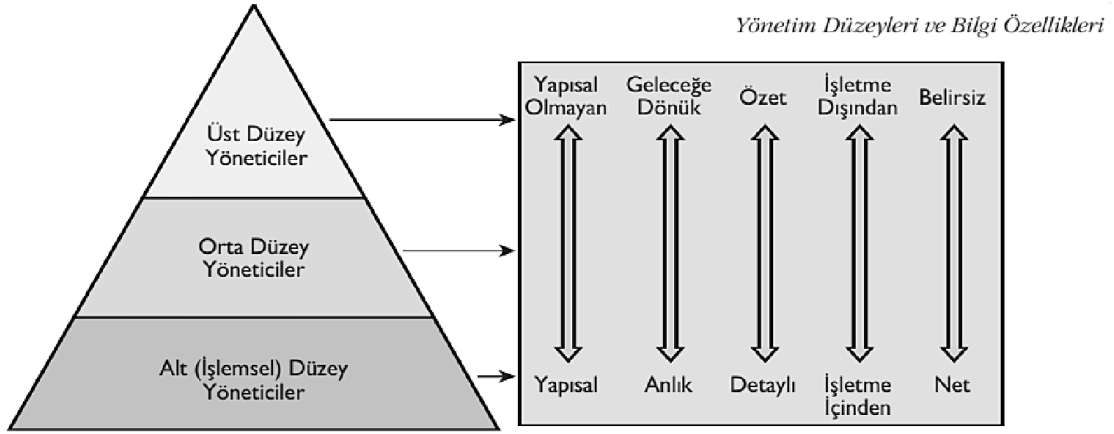 Yönetim Düzeyleri ve Bilgi Özellikleri
Üst Düzey
Yöneticiler
Orta Düzey
Yöneticiler
Alt (İşlemsel) Düzey
Yöneticiler
Yapısal
Olmayan
Geleceğe
Dönük
Özet
İşletme
Dışından
Belirsiz
Yapısal
Anlık
Detaylı
İşletme
İçinden
Net